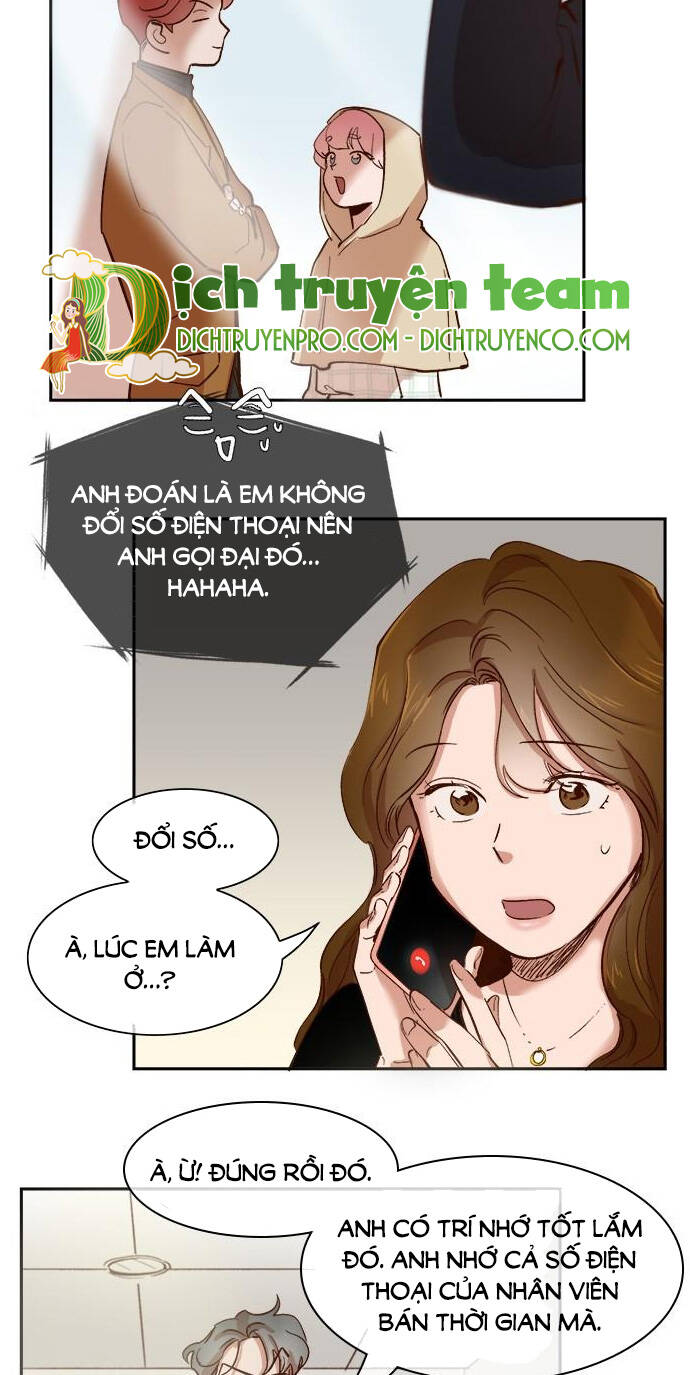 Dịch truyện team
DICHTRUYENPRO.COM - DICHTRUYENCO.COM
ANH ĐOÁN LÀ EM KHÔNG
ĐỔI SỐ ĐIỆN THOẠI NÊN
ANH GỌI ĐẠI ĐÓ...
HAHAHA.
ĐỔI SỐ...
À, LÚC EM LÀM
Ở...?
À, Ừ! ĐÚNG RỒI ĐÓ.
ANH CÓ TRÍ NHỚ TỐT LẮM
ĐÓ. ANH NHỚ CẢ SỐ ĐIỆN
THOẠI CỦA NHÂN VIÊN
BÁN THỜI GIAN MÀ.